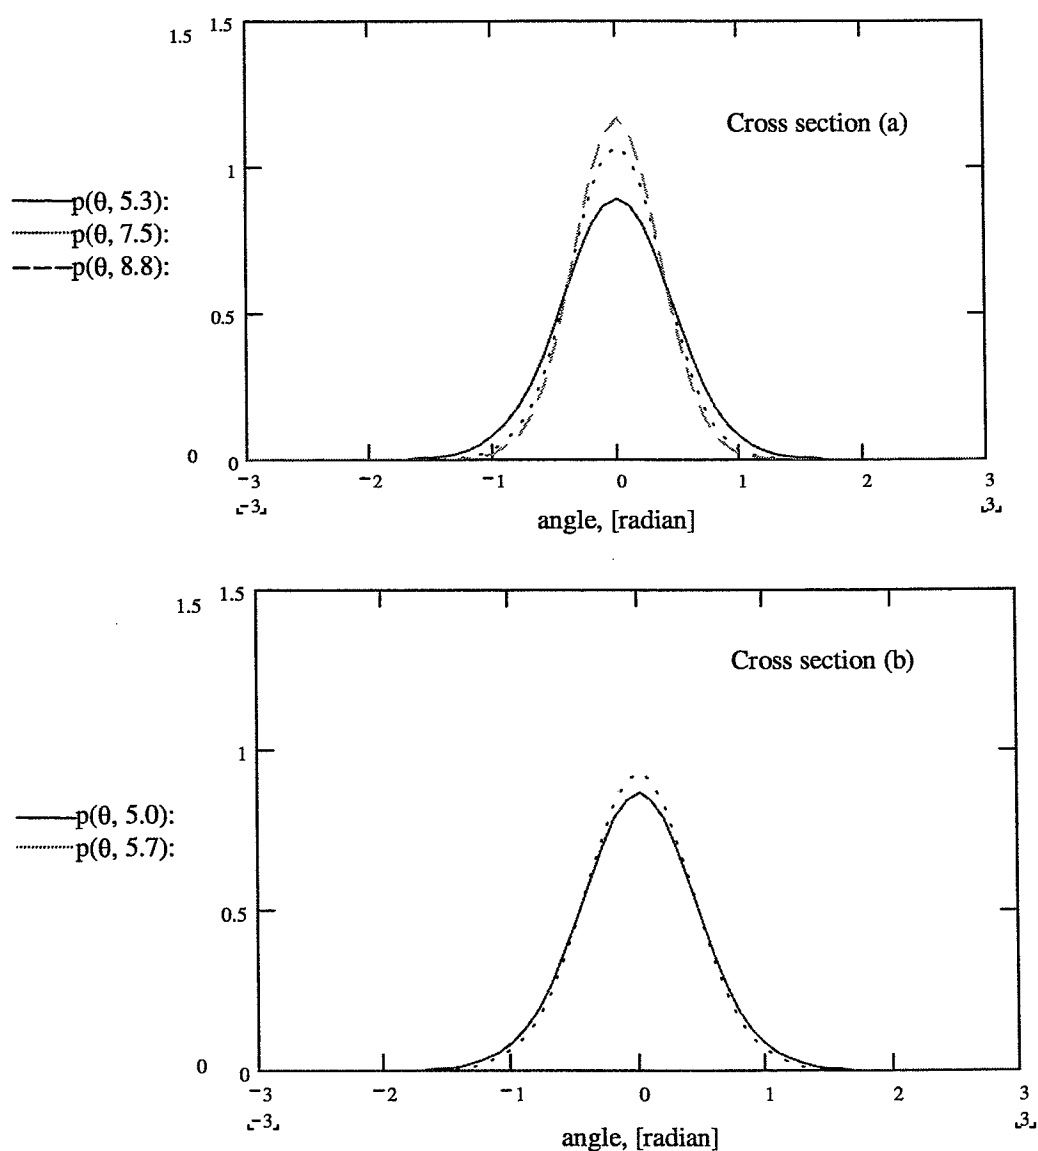 1.5 1.5
Cross section (a)
1
p(θ, 5.3):
p(θ, 7.5):
p(θ, 8.8):
0.5
0 0
−3 −2 −1 0 1 2 3
⌞-3⌟ ⌞3⌟
angle, [radian]
1.5 1.5
Cross section (b)
1
p(θ, 5.0):
p(θ, 5.7):
0.5
0 0
−3 −2 −1 0 1 2 3
⌞-3⌟ ⌞3⌟
angle, [radian]